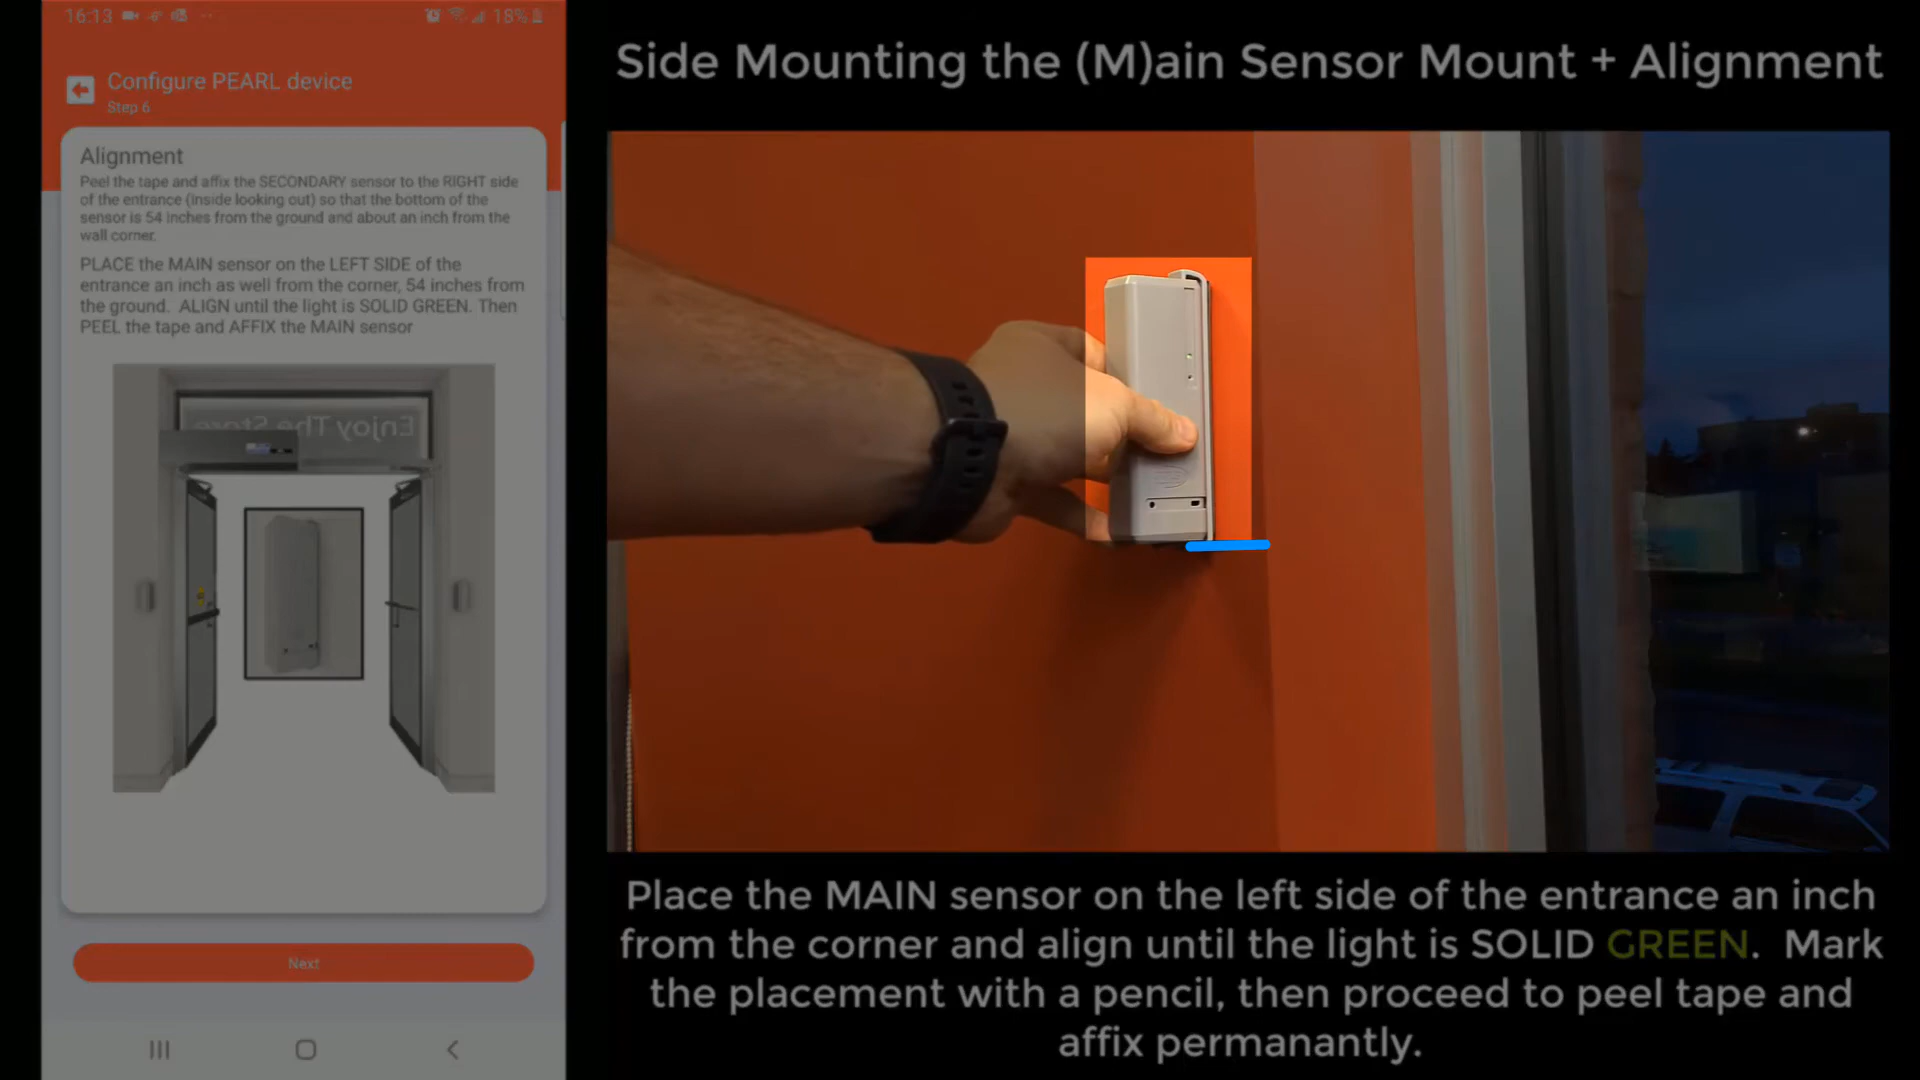 16:13
18%
Configure PEARL device
Step 6
Alignment
Peel the tape and affix the SECONDARY sensor to the RIGHT side
of the entrance (inside looking out) so that the bottom of the
sensor is 54 inches from the ground and about an inch from the
wall corner.
PLACE the MAIN sensor on the LEFT SIDE of the
entrance an inch as well from the corner, 54 inches from
the ground. ALIGN until the light is SOLID GREEN. Then
PEEL the tape and AFFIX the MAIN sensor
Enjoy The Store
Next
Side Mounting the (M)ain Sensor Mount + Alignment
Place the MAIN sensor on the left side of the entrance an inch
from the corner and align until the light is SOLID GREEN. Mark
the placement with a pencil, then proceed to peel tape and
affix permanantly.